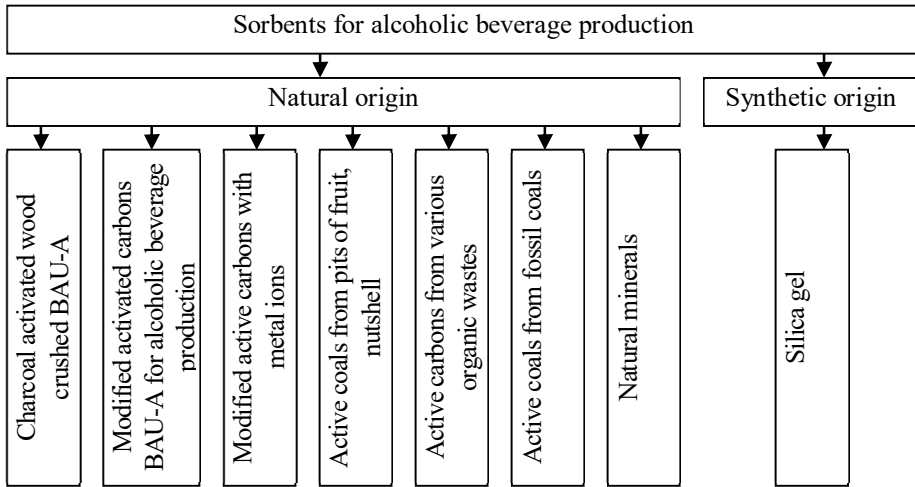 Sorbents for alcoholic beverage production
Natural origin
Synthetic origin
Charcoal activated wood
crushed BAU-A
Modified activated carbons
BAU-A for alcoholic beverage
production
Modified active carbons with
metal ions
Active coals from pits of fruit,
nutshell
Active carbons from various
organic wastes
Active coals from fossil coals
Natural minerals
Silica gel